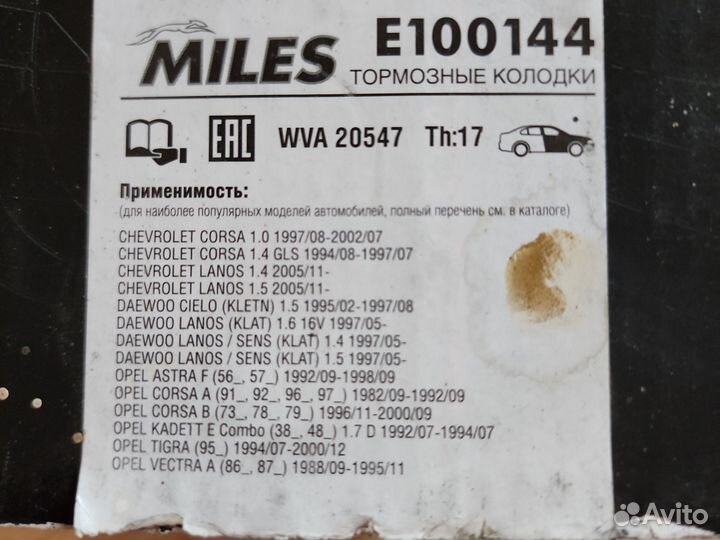 MILES E100144
ТОРМОЗНЫЕ КОЛОДКИ
EAC WVA 20547 Th:17
Применимость:
(для наиболее популярных моделей автомобилей, полный перечень см. в каталоге)
CHEVROLET CORSA 1.0 1997/08-2002/07
CHEVROLET CORSA 1.4 GLS 1994/08-1997/07
CHEVROLET LANOS 1.4 2005/11-
CHEVROLET LANOS 1.5 2005/11-
DAEWOO CIELO (KLETN) 1.5 1995/02-1997/08
DAEWOO LANOS (KLAT) 1.6 16V 1997/05-
DAEWOO LANOS / SENS (KLAT) 1.4 1997/05-
DAEWOO LANOS / SENS (KLAT) 1.5 1997/05-
OPEL ASTRA F (56_, 57_) 1992/09-1998/09
OPEL CORSA A (91_, 92_, 96_, 97_) 1982/09-1992/09
OPEL CORSA B (73_, 78_, 79_) 1996/11-2000/09
OPEL KADETT E Combo (38_, 48_) 1.7 D 1992/07-1994/07
OPEL TIGRA (95_) 1994/07-2000/12
OPEL VECTRA A (86_, 87_) 1988/09-1995/11
Avito